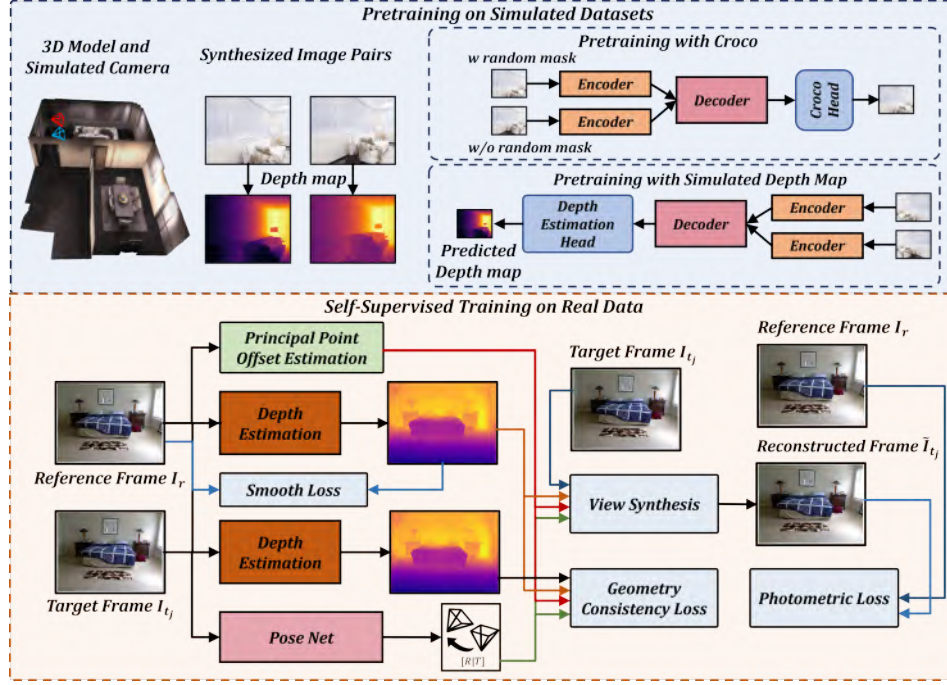 Pretraining on Simulated Datasets
3D Model and
Simulated Camera
Synthesized Image Pairs
Depth map
Pretraining with Croco
w random mask
Encoder
Encoder
w/o random mask
Decoder
Croco
Head
Pretraining with Simulated Depth Map
Predicted
Depth map
Depth
Estimation
Head
Decoder
Encoder
Encoder
Self-Supervised Training on Real Data
Principal Point
Offset Estimation
Reference Frame I_r
Depth
Estimation
Smooth Loss
Target Frame I_{t_j}
Depth
Estimation
Pose Net
[R|T]
Target Frame I_{t_j}
View Synthesis
Geometry
Consistency Loss
Reference Frame I_r
Reconstructed Frame Ĩ_{t_j}
Photometric Loss